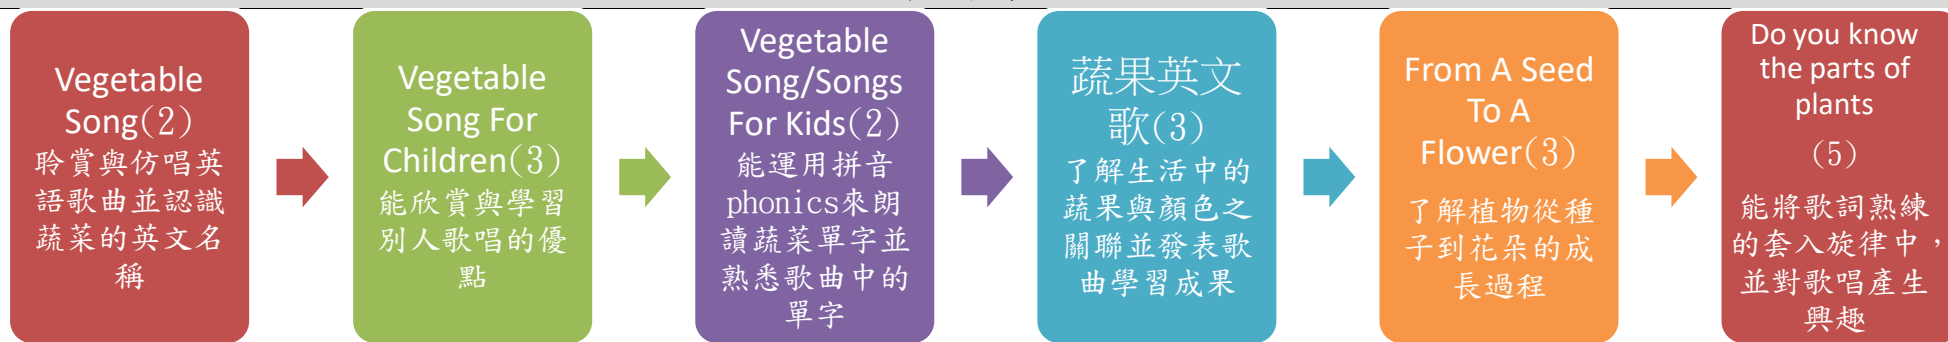 Vegetable
Song(2)
聆賞與仿唱英
語歌曲並認識
蔬菜的英文名
稱
Vegetable
Song For
Children(3)
能欣賞與學習
別人歌唱的優
點
Vegetable
Song/Songs
For Kids(2)
能運用拼音
phonics來朗
讀蔬菜單字並
熟悉歌曲中的
單字
蔬果英文
歌(3)
了解生活中的
蔬果與顏色之
關聯並發表歌
曲學習成果
From A Seed
To A
Flower(3)
了解植物從種
子到花朵的成
長過程
Do you know
the parts of
plants
(5)
能將歌詞熟練
的套入旋律中，
並對歌唱產生
興趣